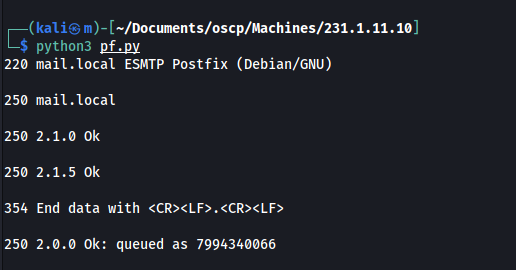 ┌──(kali㉿m)-[~/Documents/oscp/Machines/231.1.11.10]
└─$ python3 pf.py
220 mail.local ESMTP Postfix (Debian/GNU)
250 mail.local
250 2.1.0 Ok
250 2.1.5 Ok
354 End data with <CR><LF>.<CR><LF>
250 2.0.0 Ok: queued as 7994340066